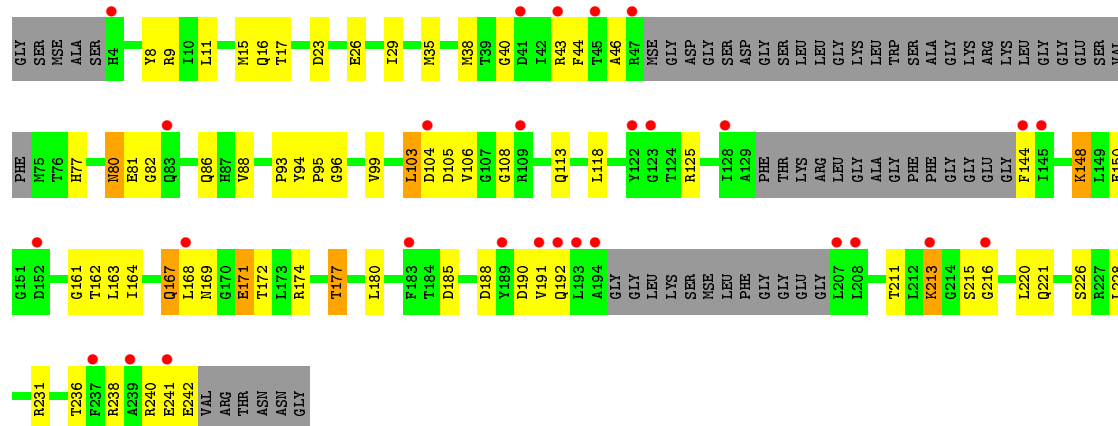 GLY SER MSE ALA SER H4 Y8 R9 I10 L11 M15 Q16 T17 D23 E26 I29 M35 M38 T39 G40 D41 I42 R43 F44 T45 A46 R47 MSE GLY ASP GLY SER ASP GLY SER LEU LEU GLY LYS LEU TRP SER ALA GLY LYS ARG LYS LEU GLY GLY GLU SER VAL
PHE M75 T76 H77 N80 E81 G82 Q83 Q86 H87 V88 P93 Y94 P95 G96 V99 L103 D104 D105 V106 G107 G108 R109 Q113 L118 Y122 G123 T124 R125 I128 A129 PHE THR LYS ARG LEU GLY ALA GLY PHE PHE GLY GLY GLU GLY F144 I145 K148 L149 E150
G151 D152 G161 T162 L163 I164 Q167 L168 N169 G170 E171 T172 L173 R174 T177 L180 F183 T184 D185 D188 Y189 D190 V191 Q192 L193 A194 GLY GLY LEU LYS SER MSE LEU PHE GLY GLY GLU GLY L207 L208 T211 L212 K213 G214 S215 G216 L220 Q221 S226 R227 L228
R231 T236 F237 R238 A239 R240 E241 E242 VAL ARG THR ASN ASN GLY